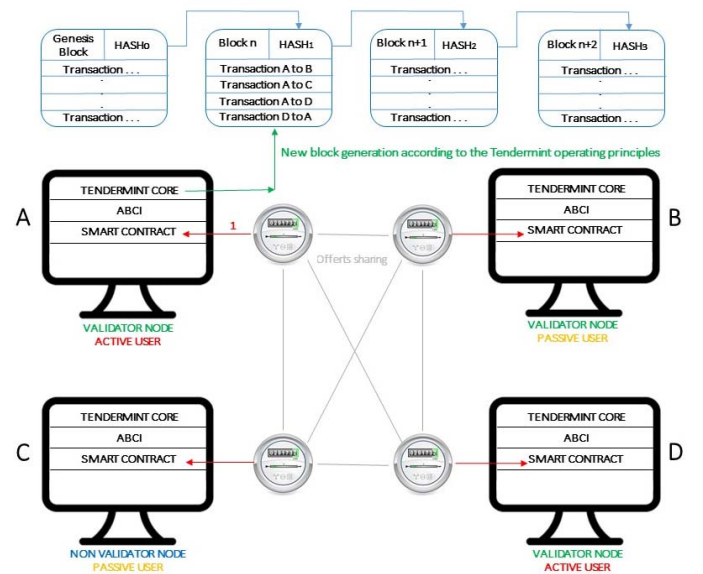 Genesis Block HASH0
Transaction . . .
.
.
Transaction . . .
Block n HASH1
Transaction A to B
Transaction A to C
Transaction A to D
Transaction D to A
Block n+1 HASH2
Transaction . . .
.
.
Transaction . . .
Block n+2 HASH3
Transaction . . .
.
.
Transaction . . .
New block generation according to the Tendermint operating principles
A
TENDERMINT CORE
ABCI
SMART CONTRACT
VALIDATOR NODE
ACTIVE USER
1
Offerts sharing
B
TENDERMINT CORE
ABCI
SMART CONTRACT
VALIDATOR NODE
PASSIVE USER
C
TENDERMINT CORE
ABCI
SMART CONTRACT
NON VALIDATOR NODE
PASSIVE USER
D
TENDERMINT CORE
ABCI
SMART CONTRACT
VALIDATOR NODE
ACTIVE USER